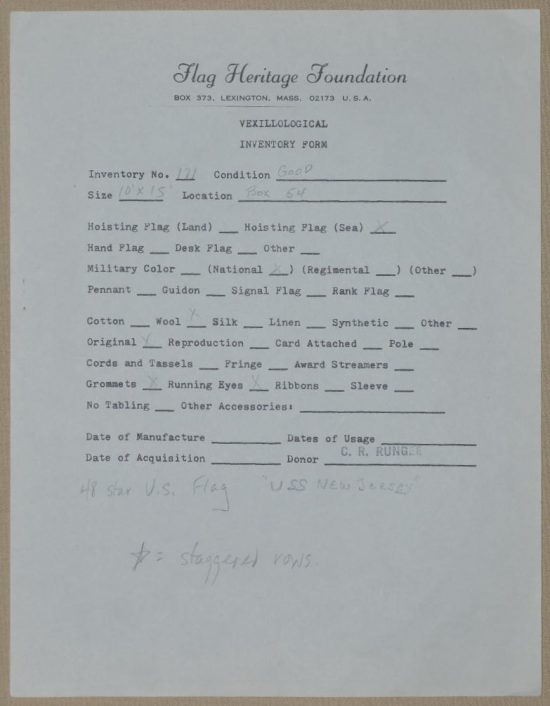 Flag Heritage Foundation
BOX 373, LEXINGTON, MASS. 02173 U.S.A.
VEXILLOLOGICAL
INVENTORY FORM
Inventory No. 171 Condition Good
Size 10' x 15' Location Box 54
Hoisting Flag (Land) ___ Hoisting Flag (Sea) X
Hand Flag ___ Desk Flag ___ Other ___
Military Color ___ (National X) (Regimental ___) (Other ___)
Pennant ___ Guidon ___ Signal Flag ___ Rank Flag ___
Cotton ___ Wool X Silk ___ Linen ___ Synthetic ___ Other ___
Original X Reproduction ___ Card Attached ___ Pole ___
Cords and Tassels ___ Fringe ___ Award Streamers ___
Grommets X Running Eyes X Ribbons ___ Sleeve ___
No Tabling ___ Other Accessories: ___
Date of Manufacture ___ Dates of Usage ___
Date of Acquisition ___ Donor C. R. RUNGEE
48 star U.S. Flag "USS New Jersey"
= staggered rows.